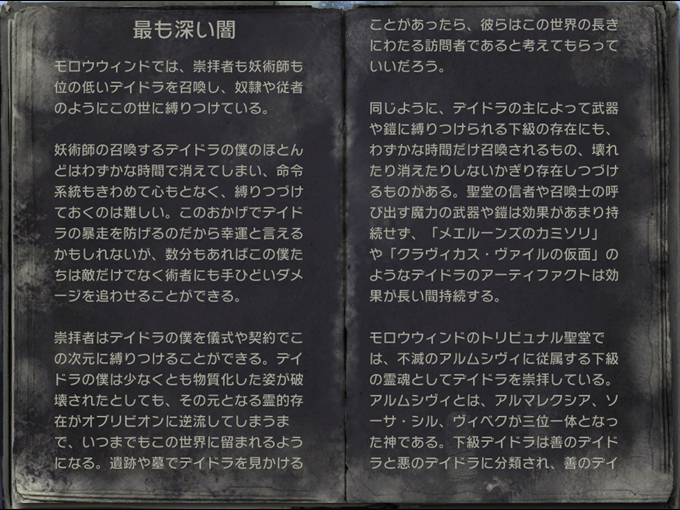 最も深い闇
モロウウィンドでは、崇拝者も妖術師も
位の低いデイドラを召喚し、奴隷や従者
のようにこの世に縛りつけている。
妖術師の召喚するデイドラの僕のほとん
どはわずかな時間で消えてしまい、命令
系統もきわめて心もとなく、縛りつづけ
ておくのは難しい。このおかげでデイド
ラの暴走を防げるのだから幸運と言える
かもしれないが、数分もあればこの僕た
ちは敵だけでなく術者にも手ひどいダメ
ージを追わせることができる。
崇拝者はデイドラの僕を儀式や契約でこ
の次元に縛りつけることができる。デイ
ドラの僕は少なくとも物質化した姿が破
壊されたとしても、その元となる霊的存
在がオブリビオンに逆流してしまうま
で、いつまでもこの世界に留まれるよう
になる。遺跡や墓でデイドラを見かける
ことがあったら、彼らはこの世界の長き
にわたる訪問者であると考えてもらって
いいだろう。
同じように、デイドラの主によって武器
や鎧に縛りつけられる下級の存在にも、
わずかな時間だけ召喚されるもの、壊れ
たり消えたりしないかぎり存在しつづけ
るものがある。聖堂の信者や召喚士の呼
び出す魔力の武器や鎧は効果があまり持
続せず、「メエルーンズのカミソリ」
や「クラヴィカス・ヴァイルの仮面」の
ようなデイドラのアーティファクトは効
果が長い間持続する。
モロウウィンドのトリビュナル聖堂で
は、不滅のアルムシヴィに従属する下級
の霊魂としてデイドラを崇拝している。
アルムシヴィとは、アルマレクシア、ソ
ーサ・シル、ヴィベクが三位一体となっ
た神である。下級デイドラは善のデイド
ラと悪のデイドラに分類され、善のデイ